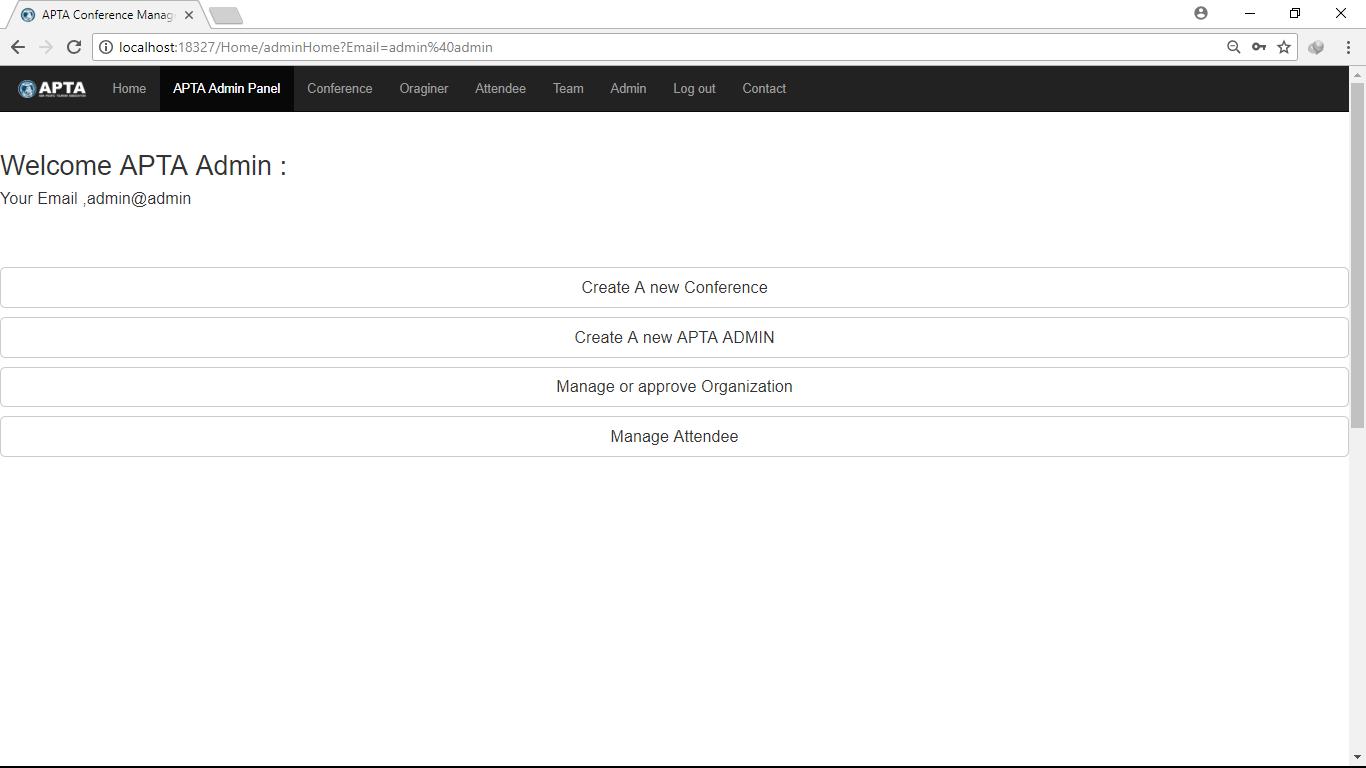 APTA Conference Manag
localhost:18327/Home/adminHome?Email=admin%40admin
APTA Home APTA Admin Panel Conference Oraginer Attendee Team Admin Log out Contact
Welcome APTA Admin :
Your Email ,admin@admin
Create A new Conference
Create A new APTA ADMIN
Manage or approve Organization
Manage Attendee